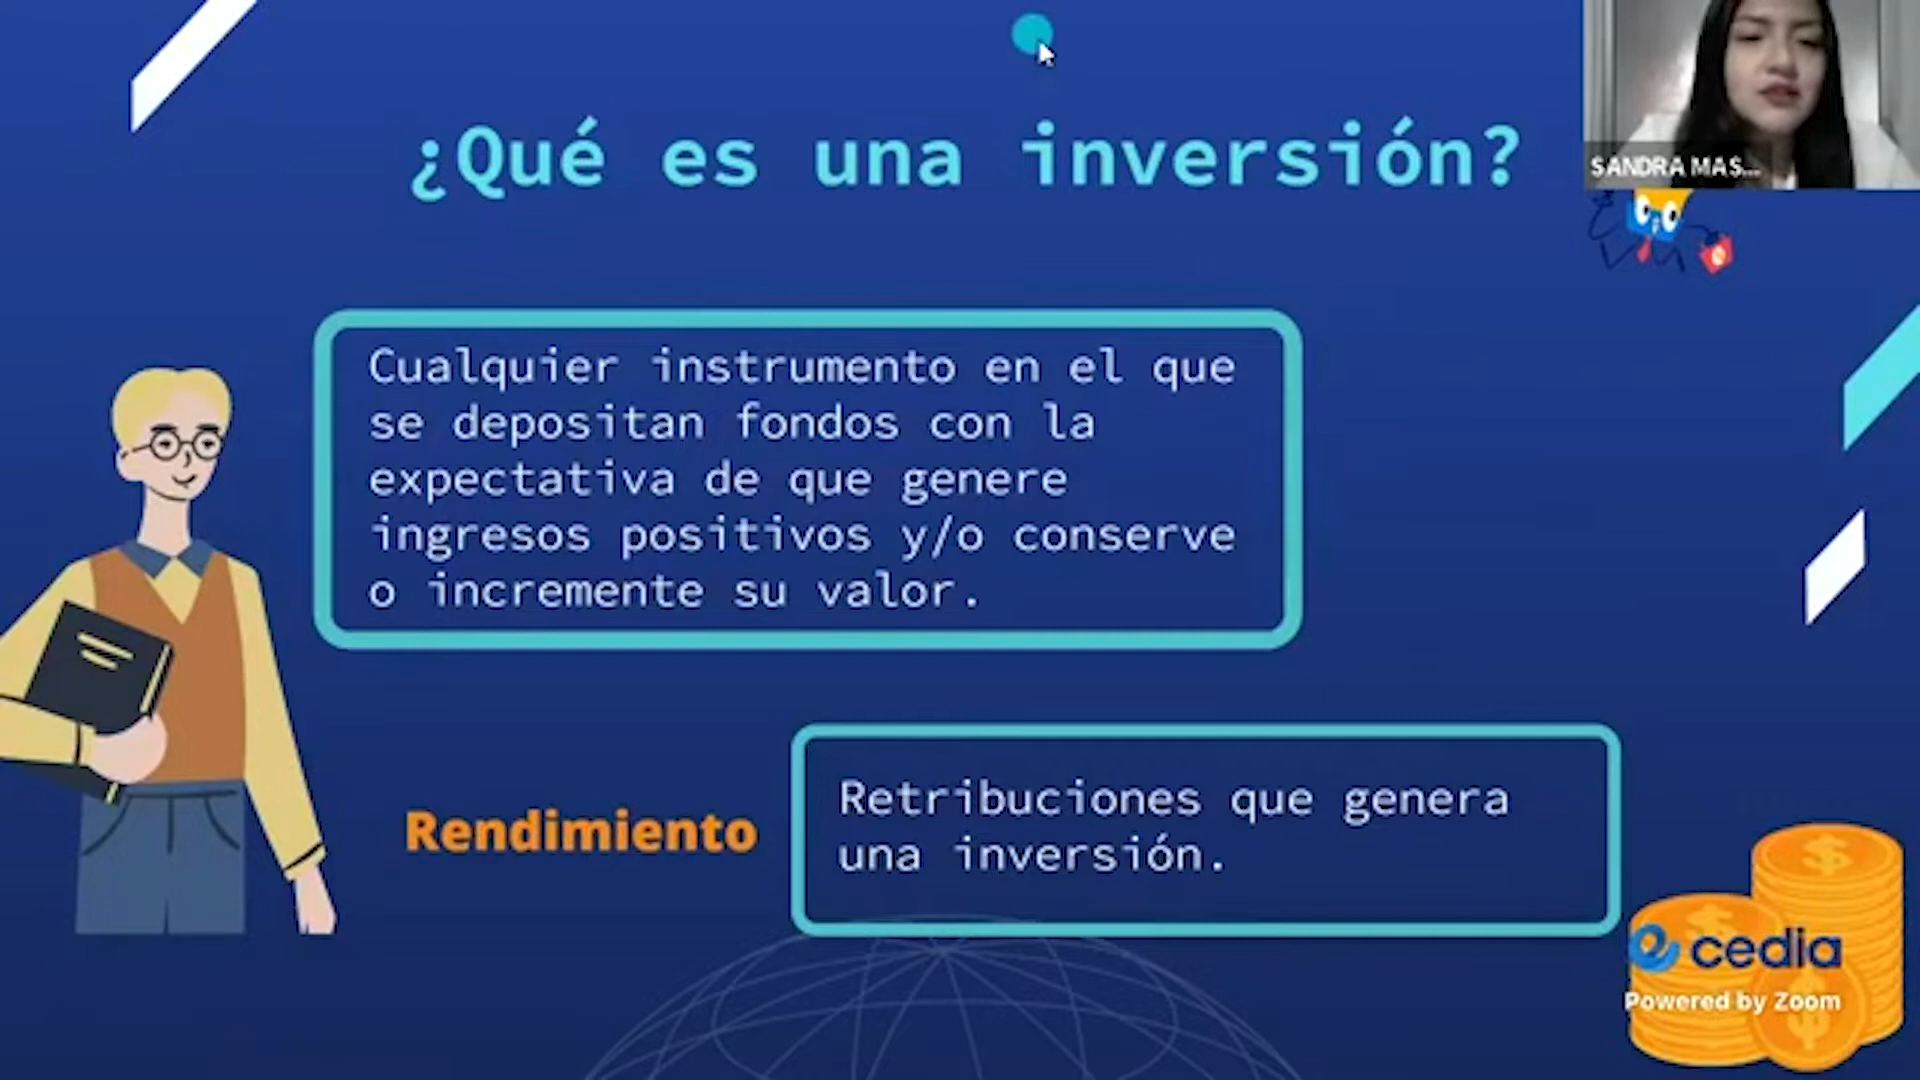 ¿Qué es una inversión?
SANDRA MAS...
Cualquier instrumento en el que
se depositan fondos con la
expectativa de que genere
ingresos positivos y/o conserve
o incremente su valor.
Rendimiento
Retribuciones que genera
una inversión.
cedia
Powered by Zoom